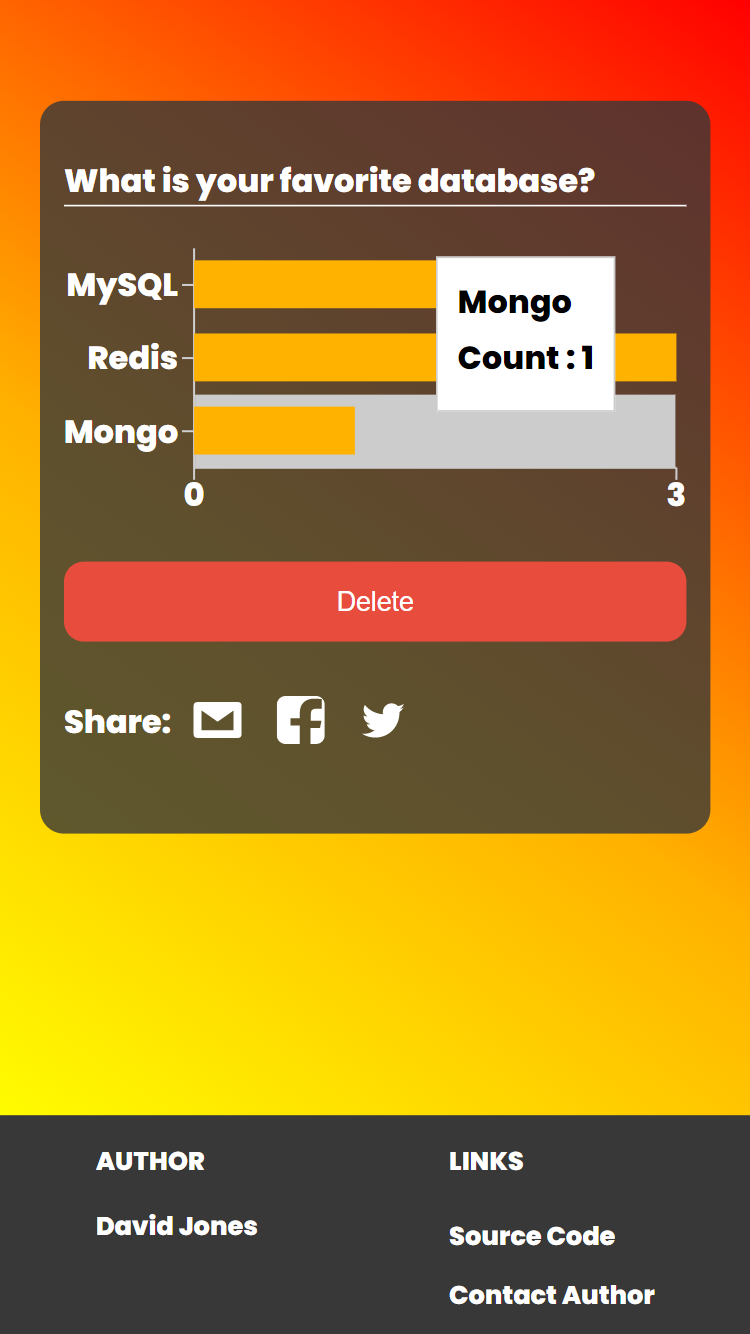 What is your favorite database?
MySQL
Mongo
Redis
Count : 1
Mongo
0 3
Delete
Share:
AUTHOR
LINKS
David Jones
Source Code
Contact Author